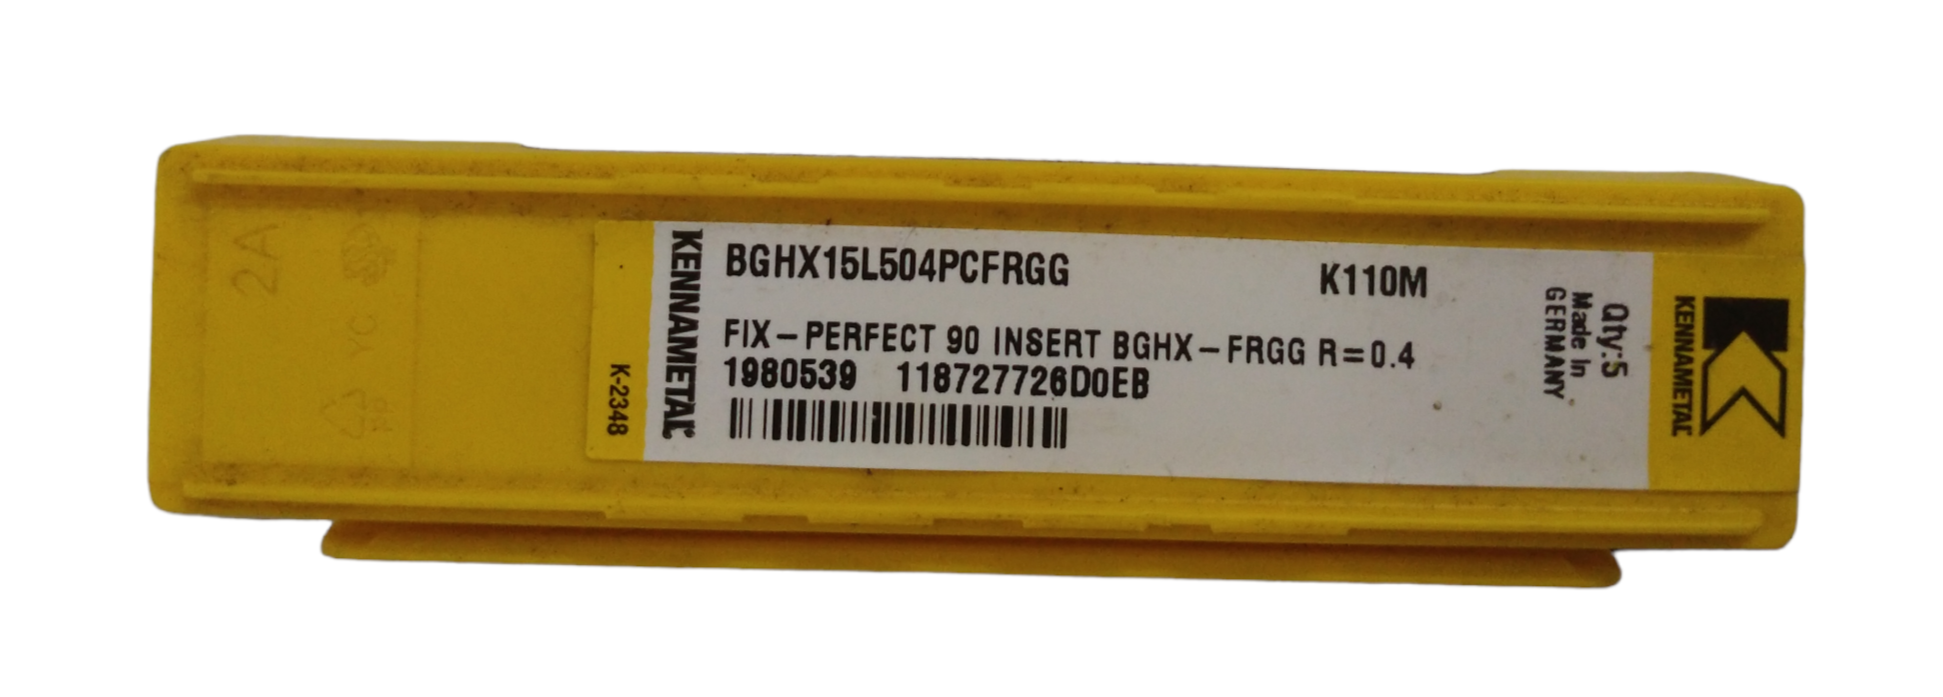 2A
YC
K-2348
KENNAMETAL®
BGHX15L504PCFRGG K110M
FIX-PERFECT 90 INSERT BGHX-FRGG R=0.4
1980539 118727726D0EB
Qty:5
Made In
GERMANY
KENNAMETAL®